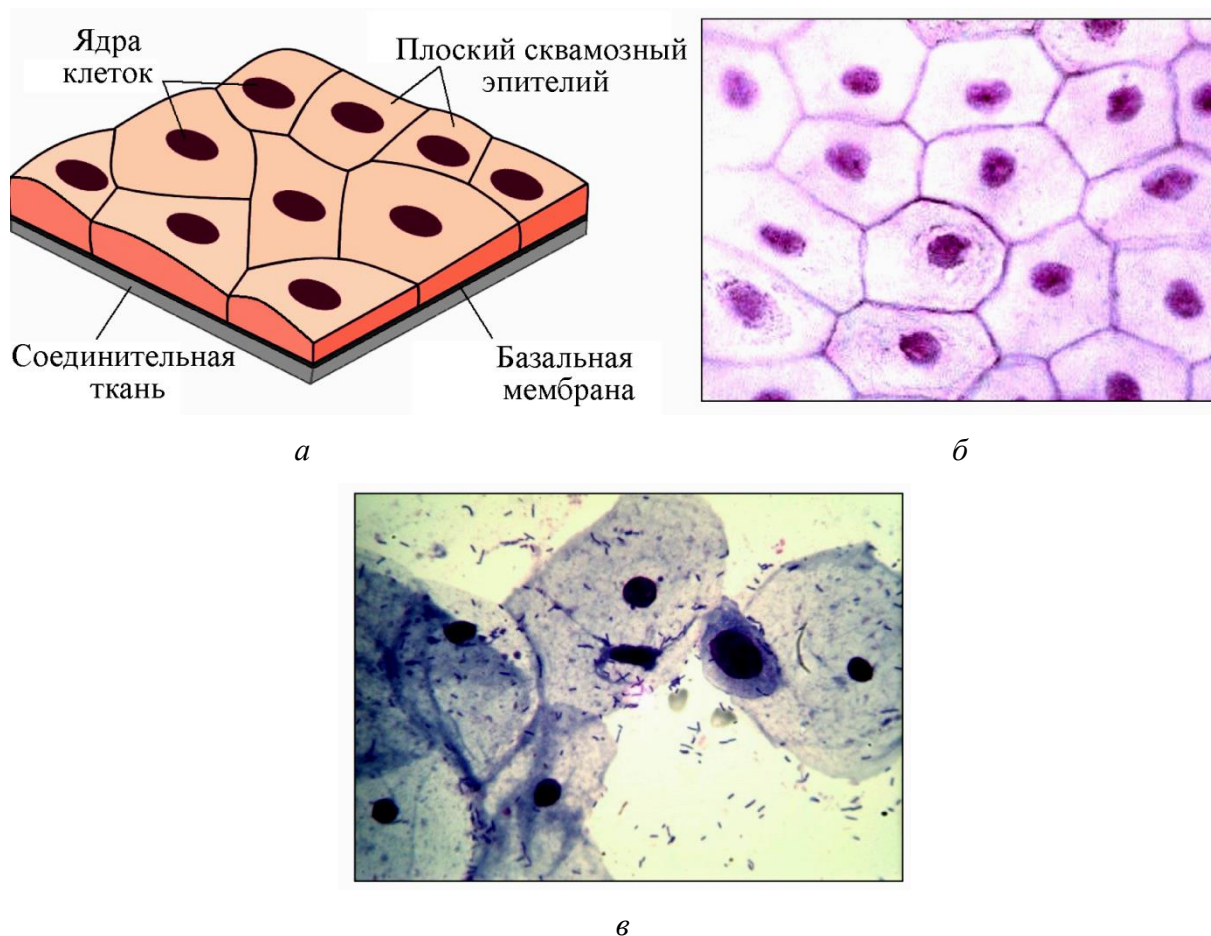 Ядра
клеток
Плоский сквамозный
эпителий
Соединительная
ткань
Базальная
мембрана
а
б
в